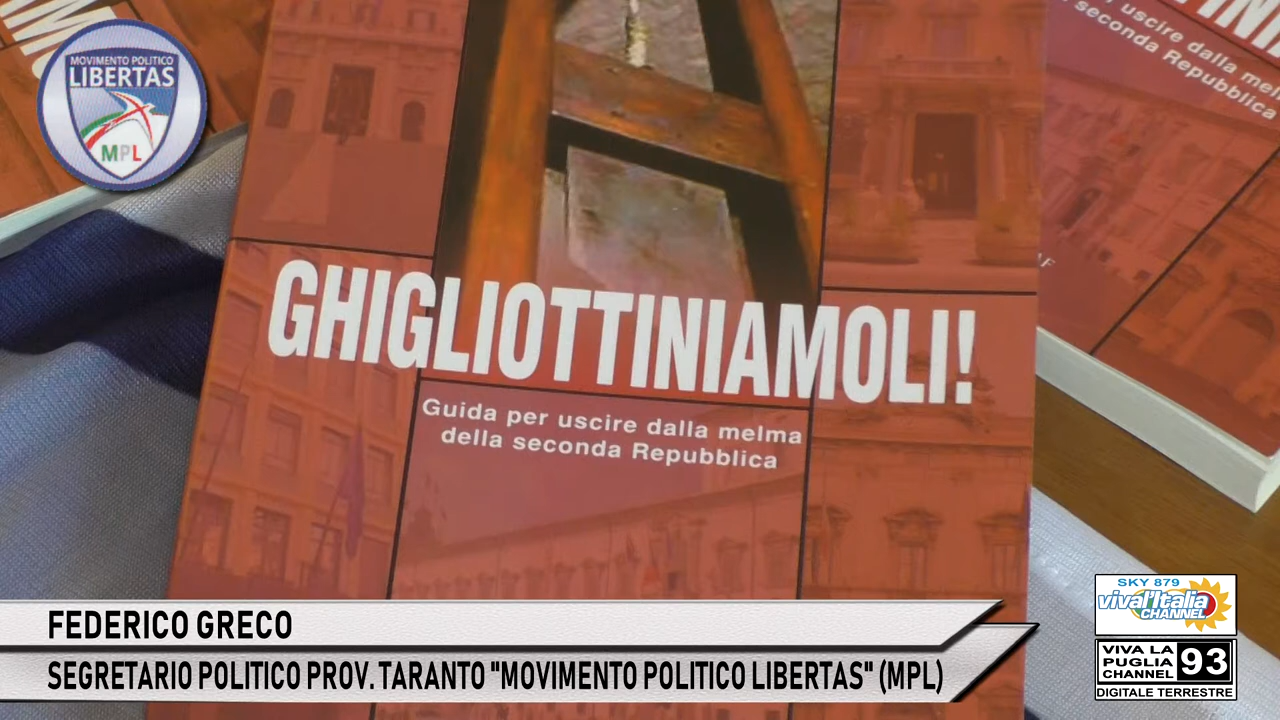 MOVIMENTO POLITICO
LIBERTAS
MPL
GHIGLIOTTINIAMOLI!
Guida per uscire dalla melma
della seconda Repubblica
uscire dalla
seconda Repubblica
FEDERICO GRECO
SEGRETARIO POLITICO PROV. TARANTO "MOVIMENTO POLITICO LIBERTAS" (MPL)
SKY 879
viva l'Italia
CHANNEL
VIVA LA
PUGLIA
CHANNEL
93
DIGITALE TERRESTRE